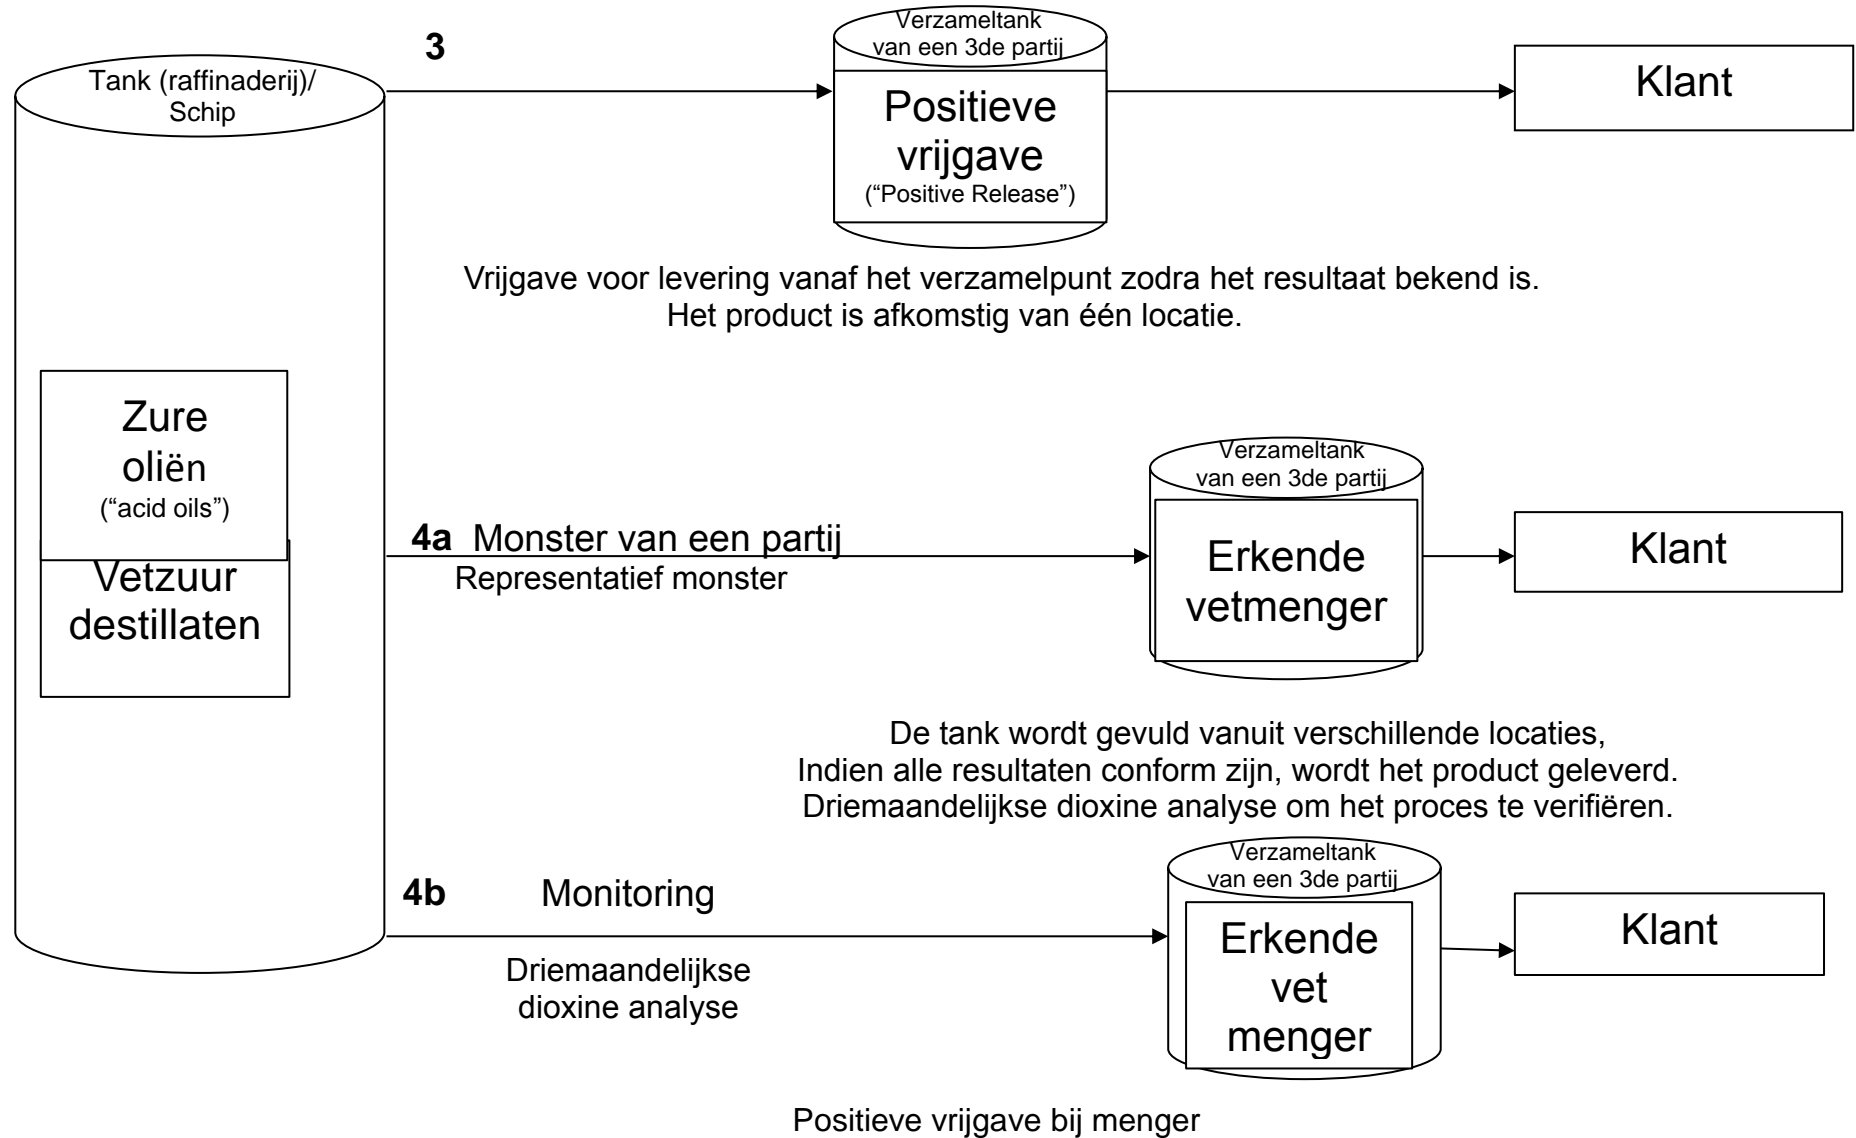 Tank (raffinaderij)/
Schip
Zure
oliën
(“acid oils”)
Vetzuur
destillaten
3
Verzameltank
van een 3de partij
Positieve
vrijgave
(“Positive Release”)
Klant
Vrijgave voor levering vanaf het verzamelpunt zodra het resultaat bekend is.
Het product is afkomstig van één locatie.
4a Monster van een partij
Representatief monster
Verzameltank
van een 3de partij
Erkende
vetmenger
Klant
De tank wordt gevuld vanuit verschillende locaties,
Indien alle resultaten conform zijn, wordt het product geleverd.
Driemaandelijkse dioxine analyse om het proces te verifiëren.
4b Monitoring
Driemaandelijkse
dioxine analyse
Verzameltank
van een 3de partij
Erkende
vet
menger
Klant
Positieve vrijgave bij menger